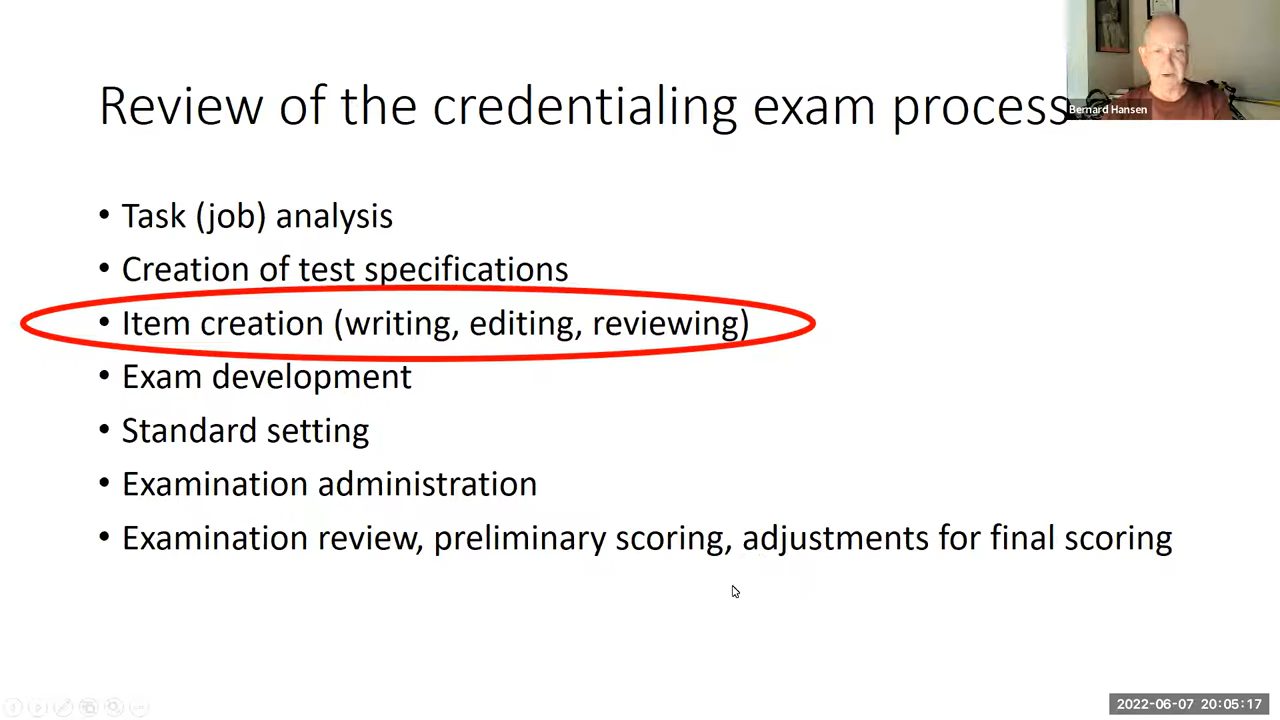 Review of the credentialing exam process
Bernard Hansen
• Task (job) analysis
• Creation of test specifications
• Item creation (writing, editing, reviewing)
• Exam development
• Standard setting
• Examination administration
• Examination review, preliminary scoring, adjustments for final scoring
2022-06-07 20:05:17